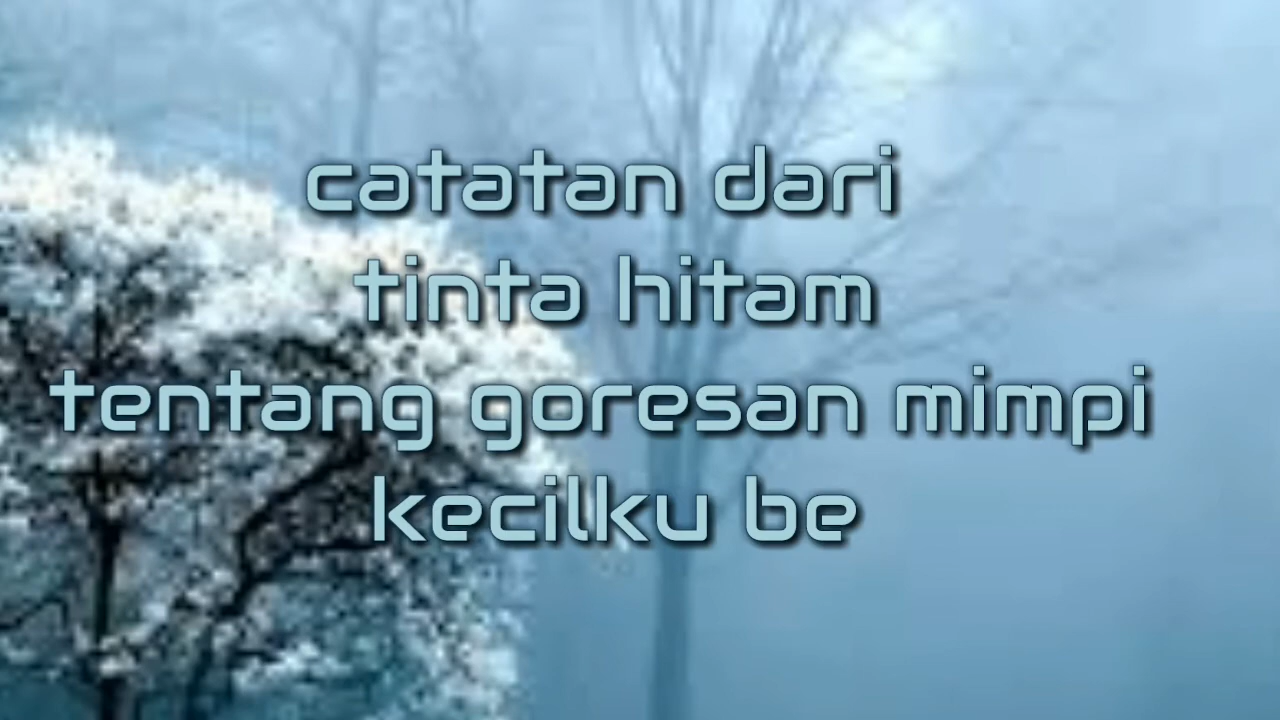 catatan dari
tinta hitam
tentang goresan mimpi
kecilku be